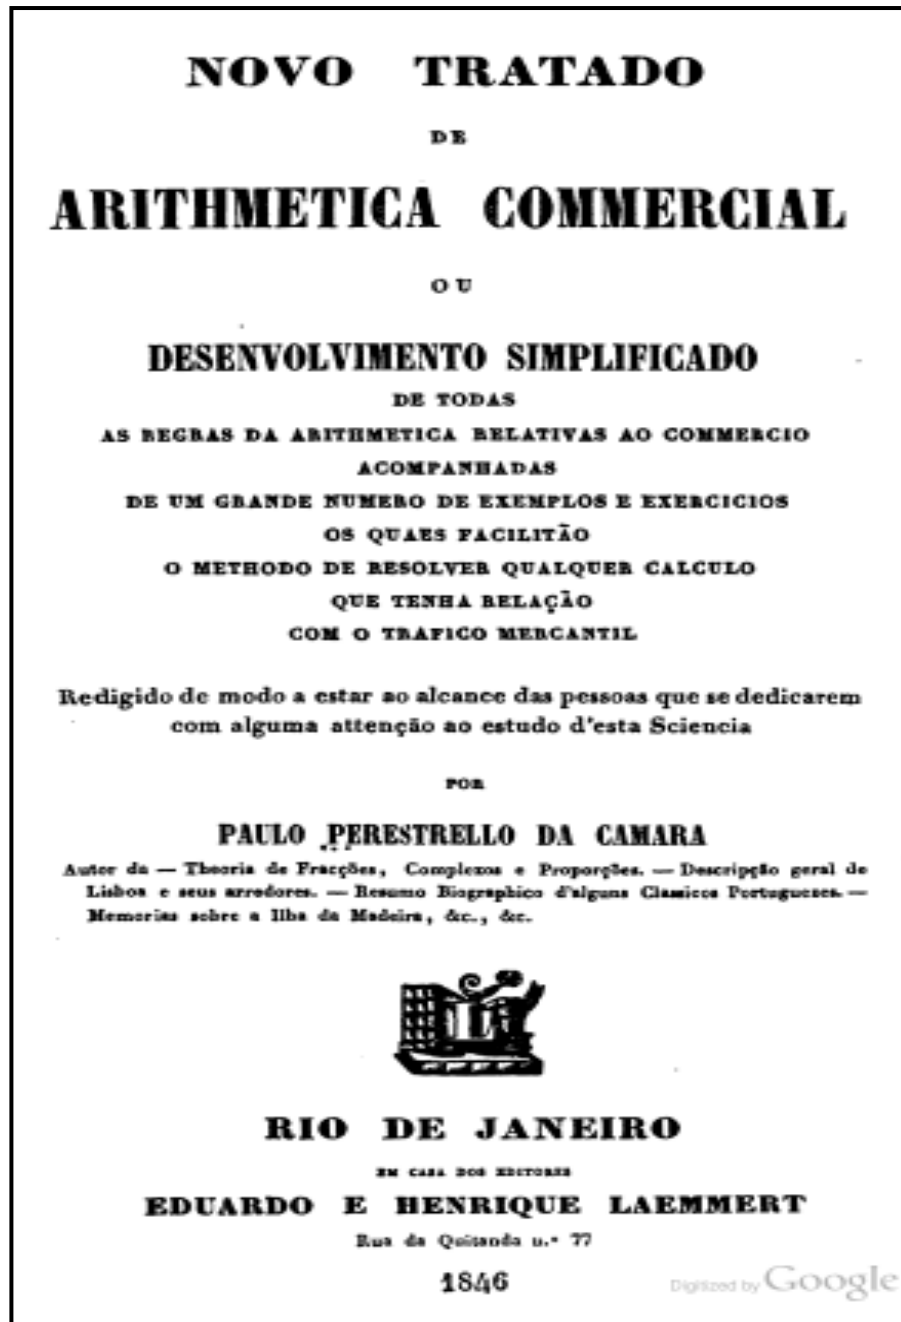 NOVO TRATADO
DE
ARITHMETICA COMMERCIAL
OU
DESENVOLVIMENTO SIMPLIFICADO
DE TODAS
AS REGRAS DA ARITHMETICA RELATIVAS AO COMMERCIO
ACOMPANHADAS
DE UM GRANDE NUMERO DE EXEMPLOS E EXERCICIOS
OS QUAES FACILITÃO
O METHODO DE RESOLVER QUALQUER CALCULO
QUE TENHA RELAÇÃO
COM O TRAFICO MERCANTIL
Redigido de modo a estar ao alcance das pessoas que se dedicarem
com alguma attenção ao estudo d'esta Sciencia
POR
PAULO PERESTRELLO DA CAMARA
Autor da — Theoria de Fracções, Complexos e Proporções. — Descripção geral de
Lisboa e seus arredores. — Resumo Biographico d'alguns Classicos Portuguezes. —
Memorias sobre a Ilha da Madeira, &c., &c.
RIO DE JANEIRO
EM CASA DOS EDITORES
EDUARDO E HENRIQUE LAEMMERT
Rua da Quitanda n.º 77
1846
Digitized by Google